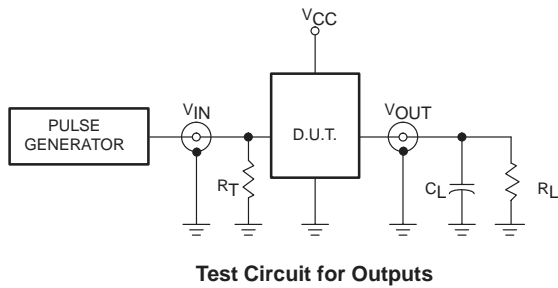 VCC
PULSE
GENERATOR
VIN
D.U.T.
VOUT
RT
CL
RL
Test Circuit for Outputs